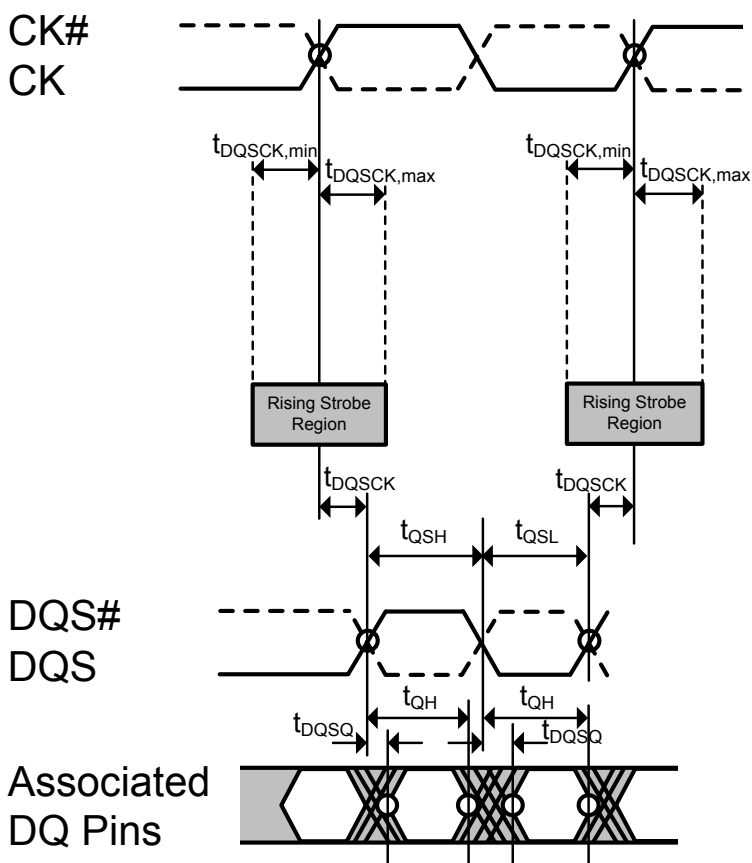 CK#
CK
tDQSCK,min
tDQSCK,min
tDQSCK,max
tDQSCK,max
Rising Strobe
Region
Rising Strobe
Region
tDQSCK
tDQSCK
tQSH
tQSL
DQS#
DQS
tQH
tQH
tDQSQ
tDQSQ
Associated
DQ Pins